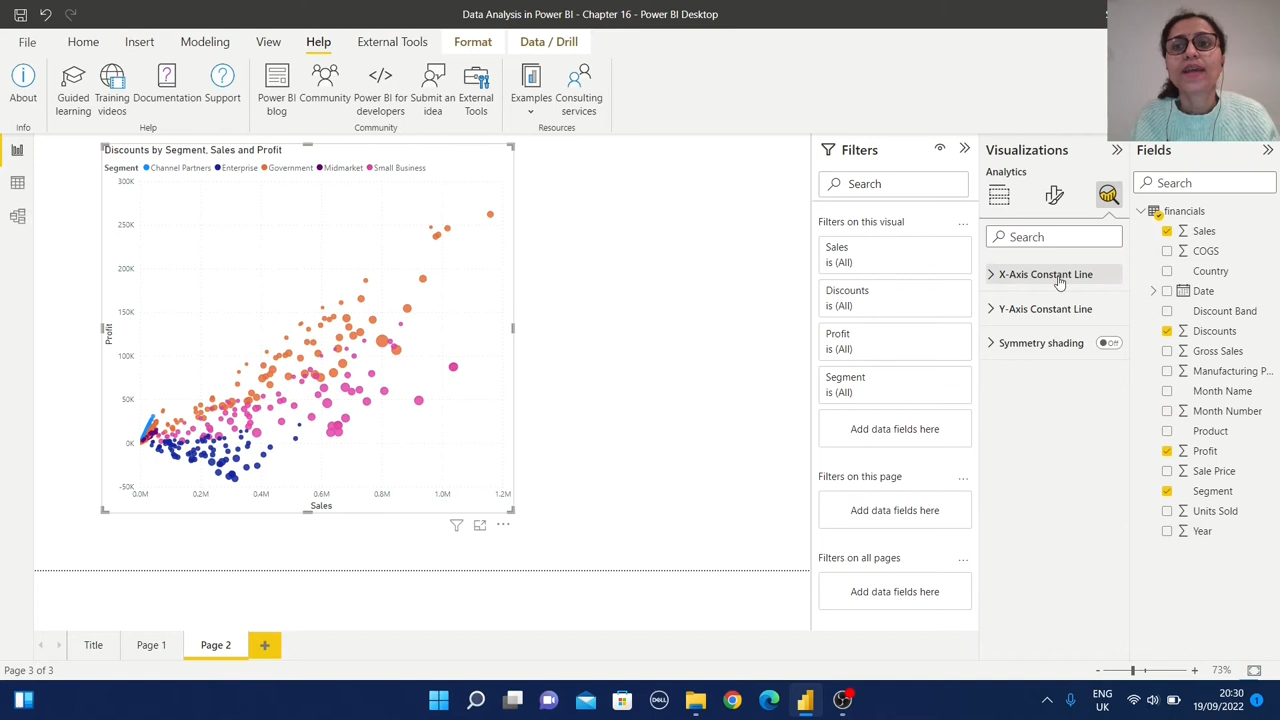 Data Analysis in Power BI - Chapter 16 - Power BI Desktop
File
Home
Insert
Modeling
View
Help
External Tools
Format
Data / Drill
About
Guided learning
Training videos
Documentation
Support
Power BI blog
Community
Power BI for developers
Submit an idea
External Tools
Examples
Consulting services
Info
Help
Community
Resources
Discounts by Segment, Sales and Profit
Segment Channel Partners Enterprise Government Midmarket Small Business
300K
250K
200K
150K
100K
50K
0K
-50K
Profit
0.0M 0.2M 0.4M 0.6M 0.8M 1.0M 1.2M
Sales
Filters
Search
Filters on this visual
Sales
is (All)
Discounts
is (All)
Profit
is (All)
Segment
is (All)
Add data fields here
Filters on this page
Add data fields here
Filters on all pages
Add data fields here
Visualizations
Analytics
Search
X-Axis Constant Line
Y-Axis Constant Line
Symmetry shading Off
Fields
Search
financials
Sales
COGS
Country
Date
Discount Band
Discounts
Gross Sales
Manufacturing P...
Month Name
Month Number
Product
Profit
Sale Price
Segment
Units Sold
Year
Title
Page 1
Page 2
Page 3 of 3
73%
DELL
ENG
UK
20:30
19/09/2022